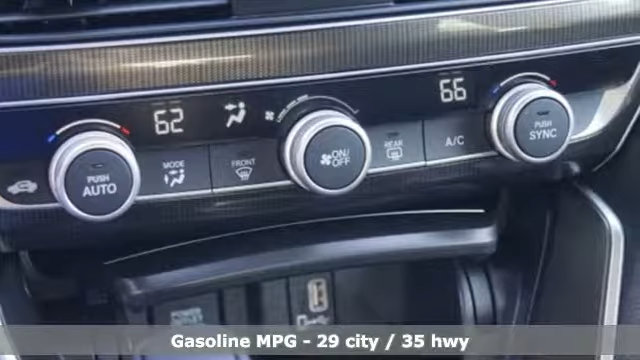 62
66
PUSH
AUTO
MODE
FRONT
ON/
OFF
REAR
A/C
PUSH
SYNC
Gasoline MPG - 29 city / 35 hwy